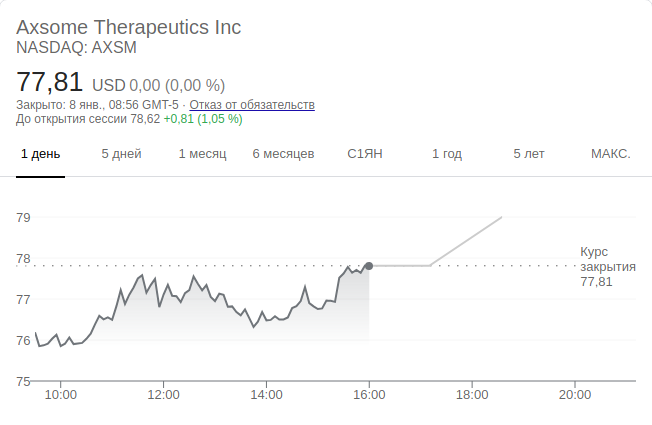 Axsome Therapeutics Inc
NASDAQ: AXSM
77,81 USD 0,00 (0,00 %)
Закрыто: 8 янв., 08:56 GMT-5 · Отказ от обязательств
До открытия сессии 78,62 +0,81 (1,05 %)
1 день 5 дней 1 месяц 6 месяцев С1ЯН 1 год 5 лет МАКС.
79
78
77
76
75
Курс
закрытия
77,81
10:00 12:00 14:00 16:00 18:00 20:00